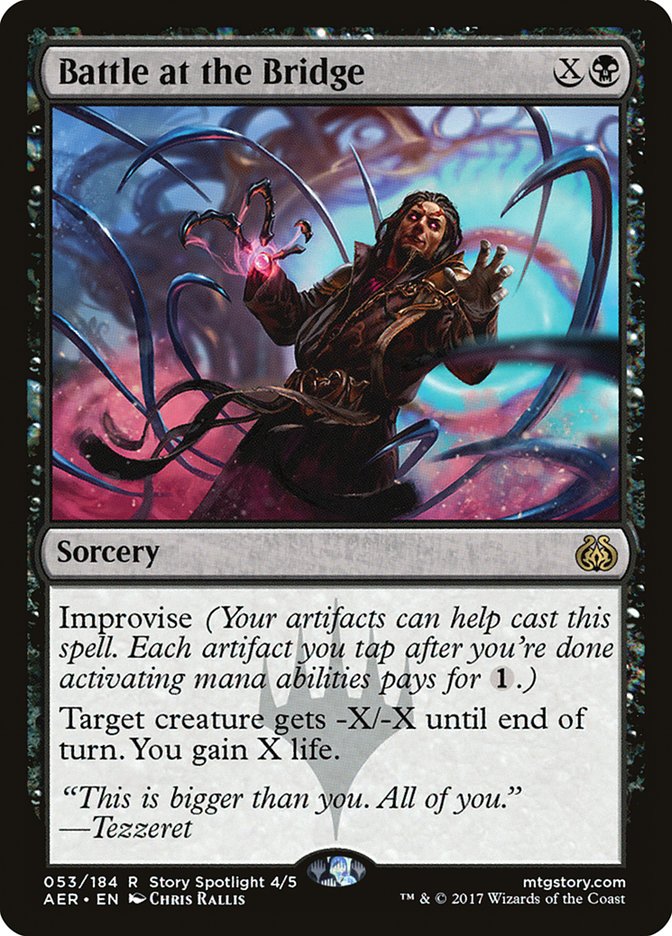 Battle at the Bridge X
Sorcery
Improvise (Your artifacts can help cast this
spell. Each artifact you tap after you're done
activating mana abilities pays for 1.)
Target creature gets -X/-X until end of
turn. You gain X life.
“This is bigger than you. All of you.”
—Tezzeret
053/184 R Story Spotlight 4/5
mtgstory.com
AER • EN Chris Rallis
™ & © 2017 Wizards of the Coast